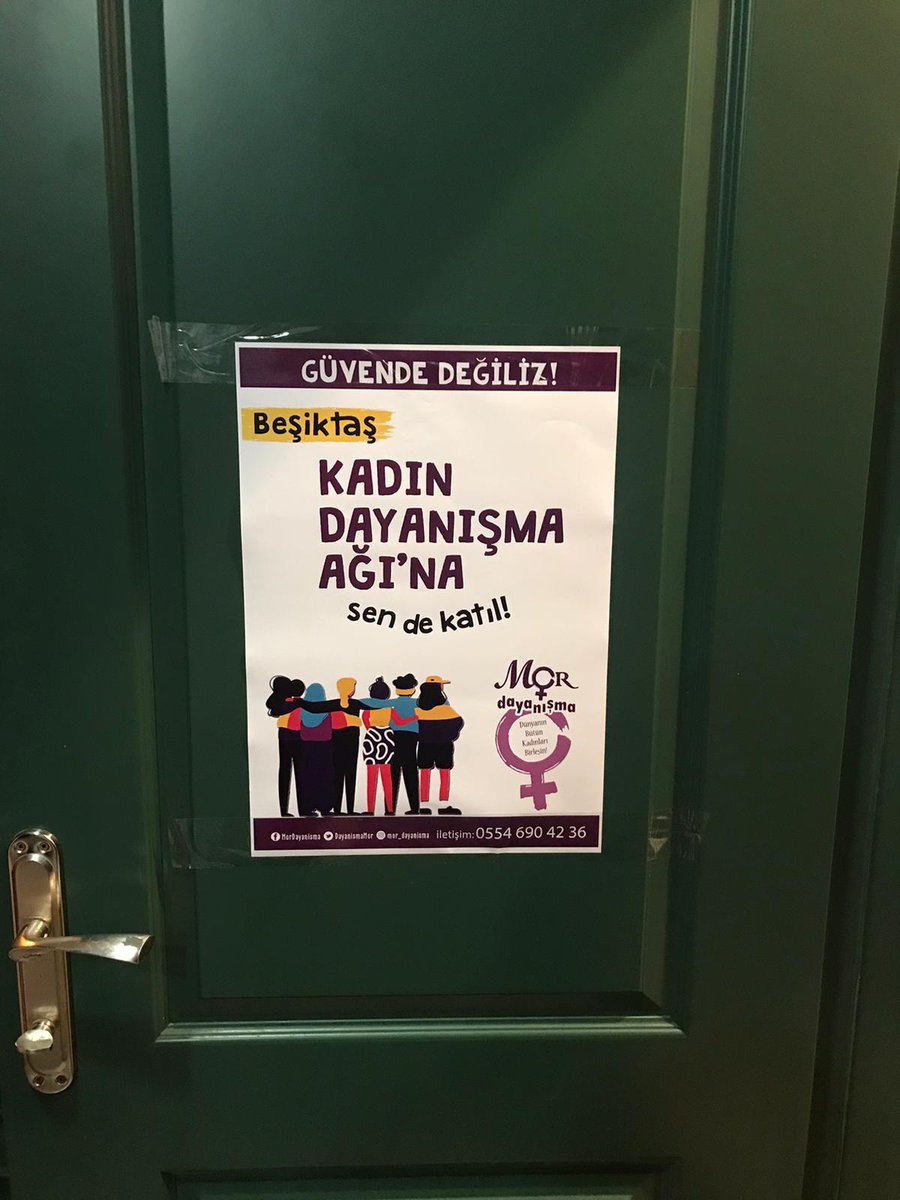 GÜVENDE DEĞİLİZ!
Beşiktaş
KADIN
DAYANIŞMA
AĞI'NA
sen de katıl!
MOR
dayanışma
Dünyanın
Bütün
Kadınları
Birleşin!
MorDayanisma DayanismaMor mor_dayanisma iletişim: 0554 690 42 36